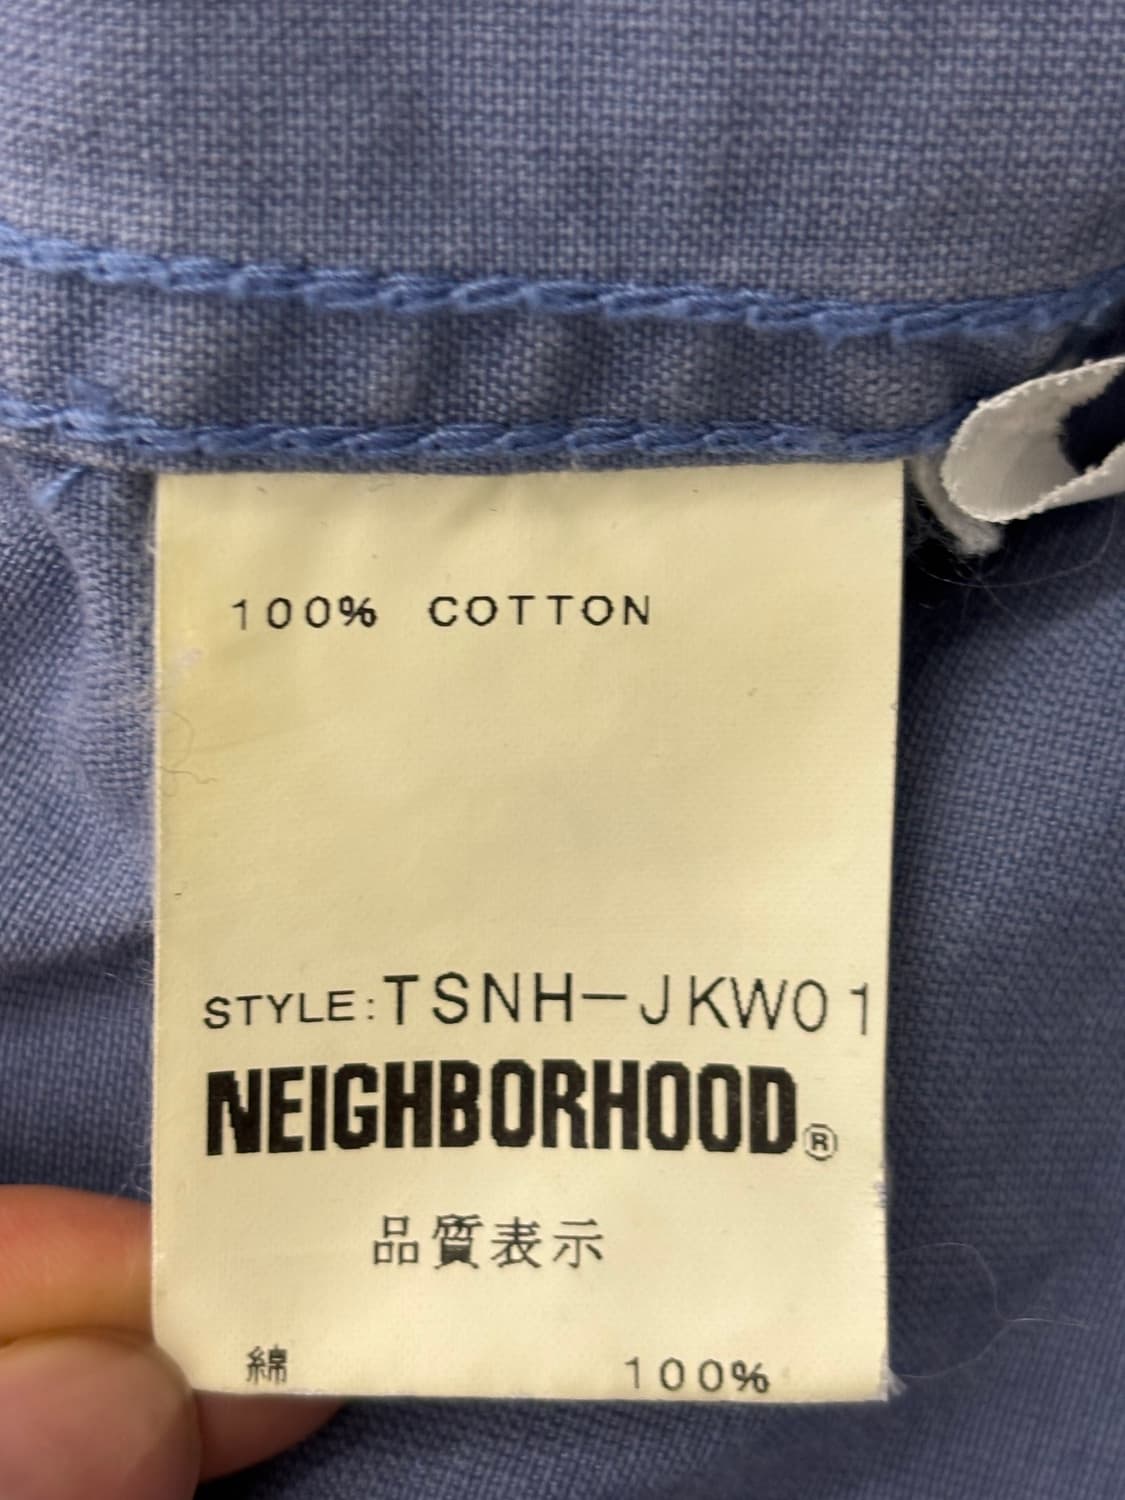 100% COTTON
STYLE:TSNH-JKW01
NEIGHBORHOOD®
品質表示
綿 100%